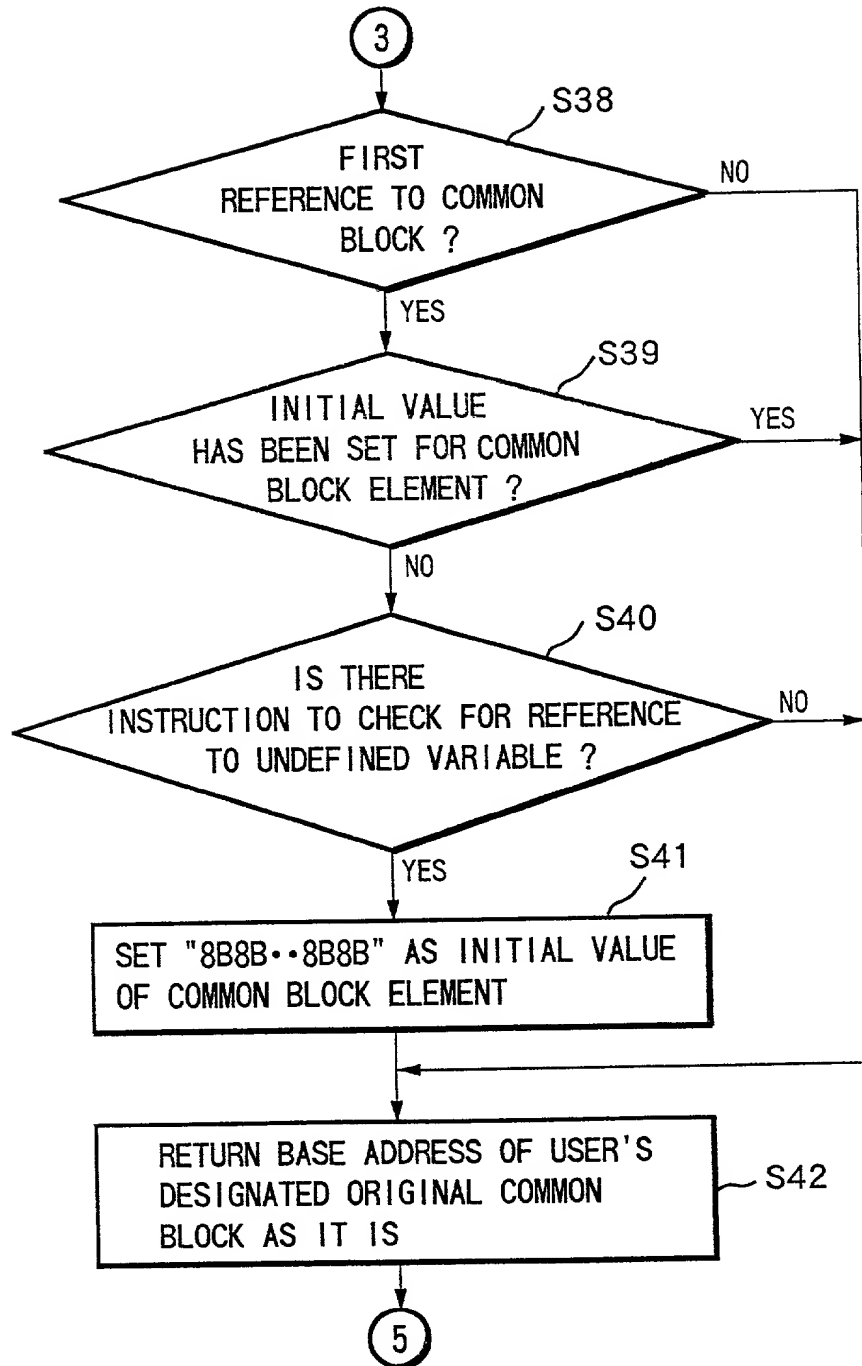 3
S38
FIRST
REFERENCE TO COMMON
BLOCK ?
NO
YES
S39
INITIAL VALUE
HAS BEEN SET FOR COMMON
BLOCK ELEMENT ?
YES
NO
S40
IS THERE
INSTRUCTION TO CHECK FOR REFERENCE
TO UNDEFINED VARIABLE ?
NO
YES
S41
SET "8B8B··8B8B" AS INITIAL VALUE
OF COMMON BLOCK ELEMENT
RETURN BASE ADDRESS OF USER'S
DESIGNATED ORIGINAL COMMON
BLOCK AS IT IS
S42
5